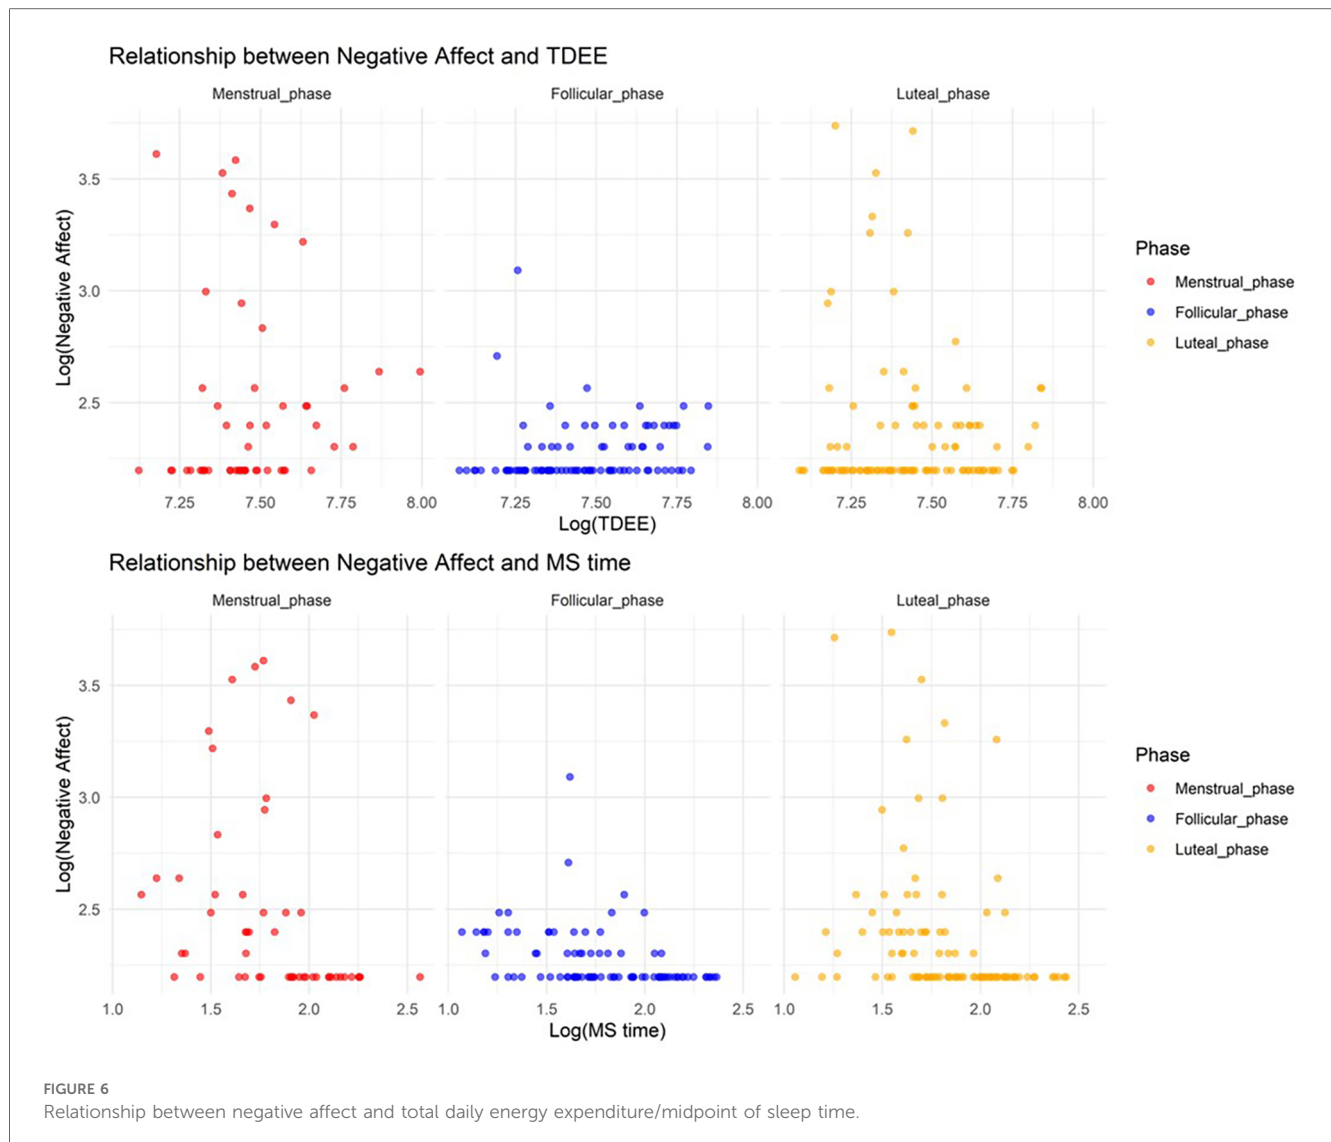 Relationship between Negative Affect and TDEE
Menstrual_phase Follicular_phase Luteal_phase
Log(Negative Affect)
3.5
3.0
2.5
7.25 7.50 7.75 8.00 7.25 7.50 7.75 8.00 7.25 7.50 7.75 8.00
Log(TDEE)
Phase
Menstrual_phase
Follicular_phase
Luteal_phase
Relationship between Negative Affect and MS time
Menstrual_phase Follicular_phase Luteal_phase
Log(Negative Affect)
3.5
3.0
2.5
1.0 1.5 2.0 2.5 1.0 1.5 2.0 2.5 1.0 1.5 2.0 2.5
Log(MS time)
Phase
Menstrual_phase
Follicular_phase
Luteal_phase
FIGURE 6
Relationship between negative affect and total daily energy expenditure/midpoint of sleep time.